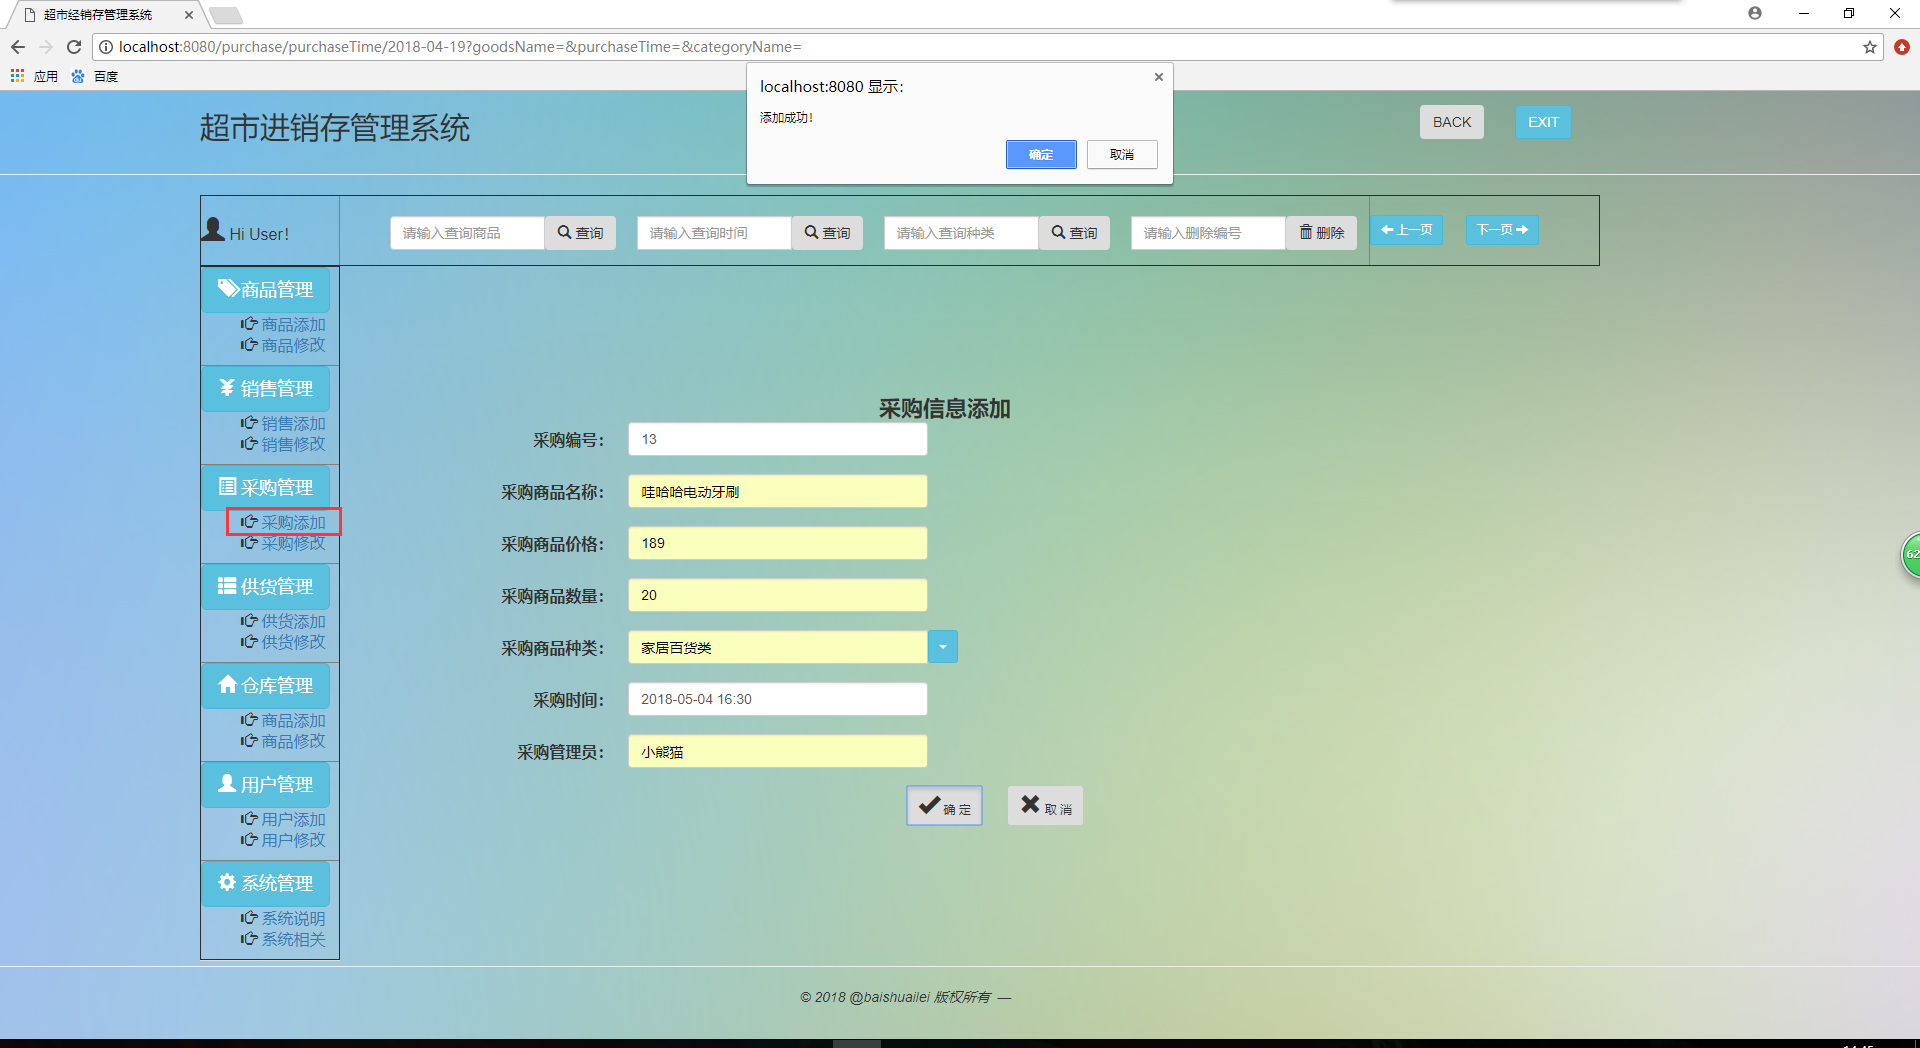 超市经销存管理系统
localhost:8080/purchase/purchaseTime/2018-04-19?goodsName=&purchaseTime=&categoryName=
应用 百度
localhost:8080 显示：
添加成功！
确定 取消
超市进销存管理系统
BACK EXIT
Hi User!
请输入查询商品 查询 请输入查询时间 查询 请输入查询种类 查询 请输入删除编号 删除 上一页 下一页
商品管理
商品添加
商品修改
销售管理
销售添加
销售修改
采购管理
采购添加
采购修改
供货管理
供货添加
供货修改
仓库管理
商品添加
商品修改
用户管理
用户添加
用户修改
系统管理
系统说明
系统相关
采购信息添加
采购编号： 13
采购商品名称： 哇哈哈电动牙刷
采购商品价格： 189
采购商品数量： 20
采购商品种类： 家居百货类
采购时间： 2018-05-04 16:30
采购管理员： 小熊猫
确 定 取 消
62
© 2018 @baishuailei 版权所有 —